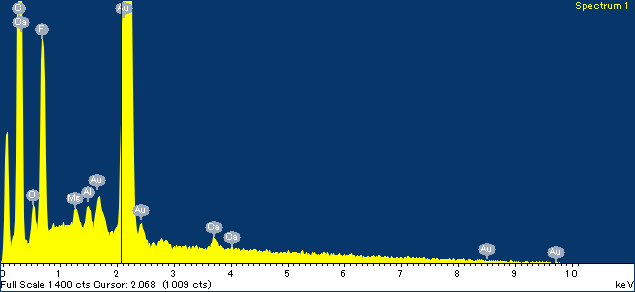 Spectrum 1
C
Ca
F
Au
O
Mg
Al
Au
Au
Ca
Ca
Au
Au
0 1 2 3 4 5 6 7 8 9 10
Full Scale 1400 cts Cursor: 2.068 (1009 cts) keV